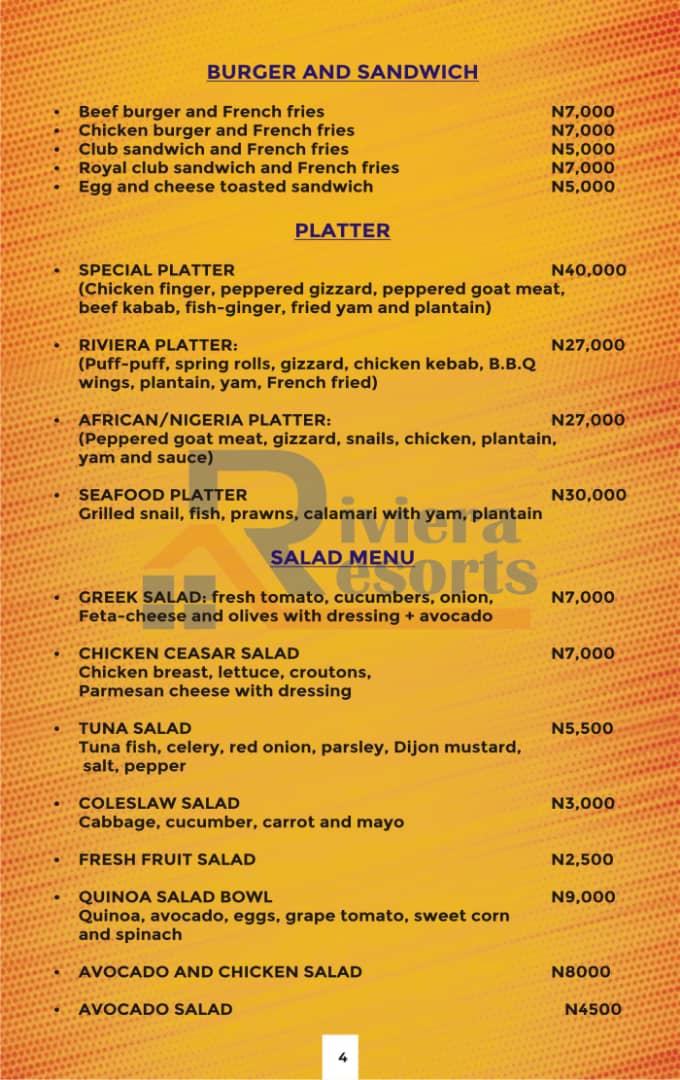 BURGER AND SANDWICH
• Beef burger and French fries N7,000
• Chicken burger and French fries N7,000
• Club sandwich and French fries N5,000
• Royal club sandwich and French fries N7,000
• Egg and cheese toasted sandwich N5,000
PLATTER
• SPECIAL PLATTER N40,000
(Chicken finger, peppered gizzard, peppered goat meat,
beef kabab, fish-ginger, fried yam and plantain)
• RIVIERA PLATTER: N27,000
(Puff-puff, spring rolls, gizzard, chicken kebab, B.B.Q
wings, plantain, yam, French fried)
• AFRICAN/NIGERIA PLATTER: N27,000
(Peppered goat meat, gizzard, snails, chicken, plantain,
yam and sauce)
• SEAFOOD PLATTER N30,000
Grilled snail, fish, prawns, calamari with yam, plantain
Riviera
Resorts
SALAD MENU
• GREEK SALAD: fresh tomato, cucumbers, onion, N7,000
Feta-cheese and olives with dressing + avocado
• CHICKEN CEASAR SALAD N7,000
Chicken breast, lettuce, croutons,
Parmesan cheese with dressing
• TUNA SALAD N5,500
Tuna fish, celery, red onion, parsley, Dijon mustard,
salt, pepper
• COLESLAW SALAD N3,000
Cabbage, cucumber, carrot and mayo
• FRESH FRUIT SALAD N2,500
• QUINOA SALAD BOWL N9,000
Quinoa, avocado, eggs, grape tomato, sweet corn
and spinach
• AVOCADO AND CHICKEN SALAD N8000
• AVOCADO SALAD N4500
4